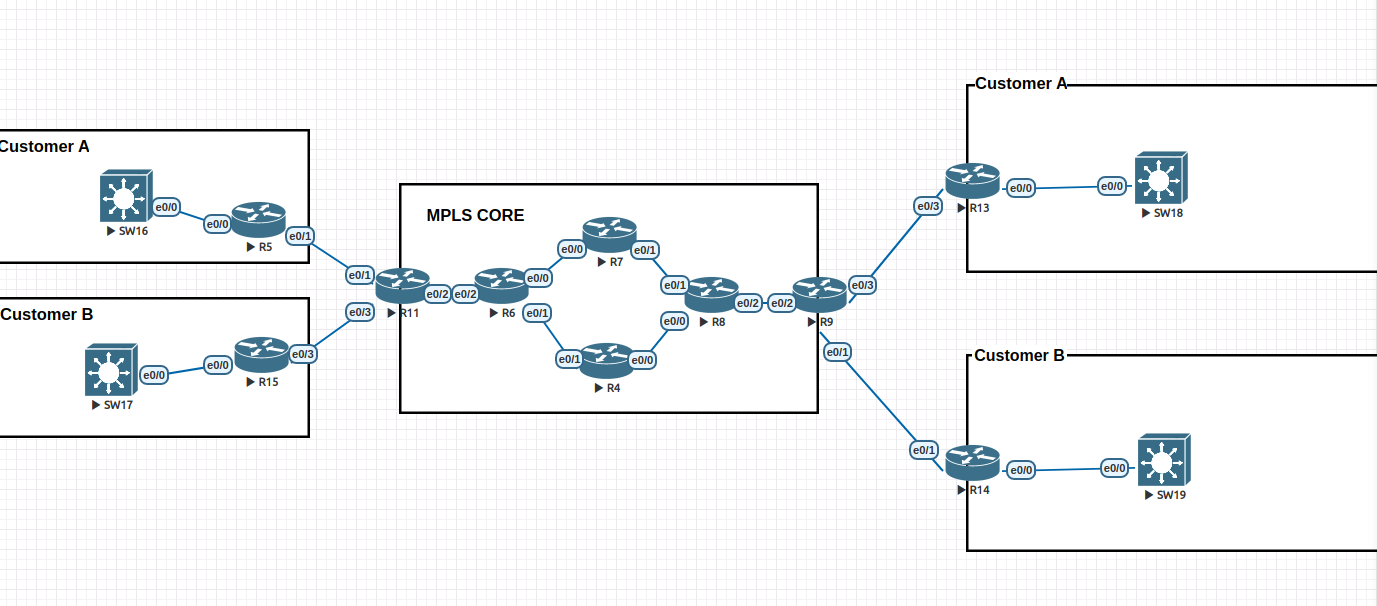 Customer A
Customer A
SW18
e0/0
e0/0
R13
e0/3
SW16
e0/0
e0/0
R5
e0/1
MPLS CORE
R7
e0/0
e0/1
e0/1
R11
e0/2
e0/2
R6
e0/0
e0/1
e0/1
R8
e0/2
e0/2
R9
e0/3
Customer B
e0/3
e0/0
e0/1
R4
e0/0
e0/1
R15
e0/3
e0/0
e0/0
SW17
Customer B
e0/1
R14
e0/0
e0/0
SW19